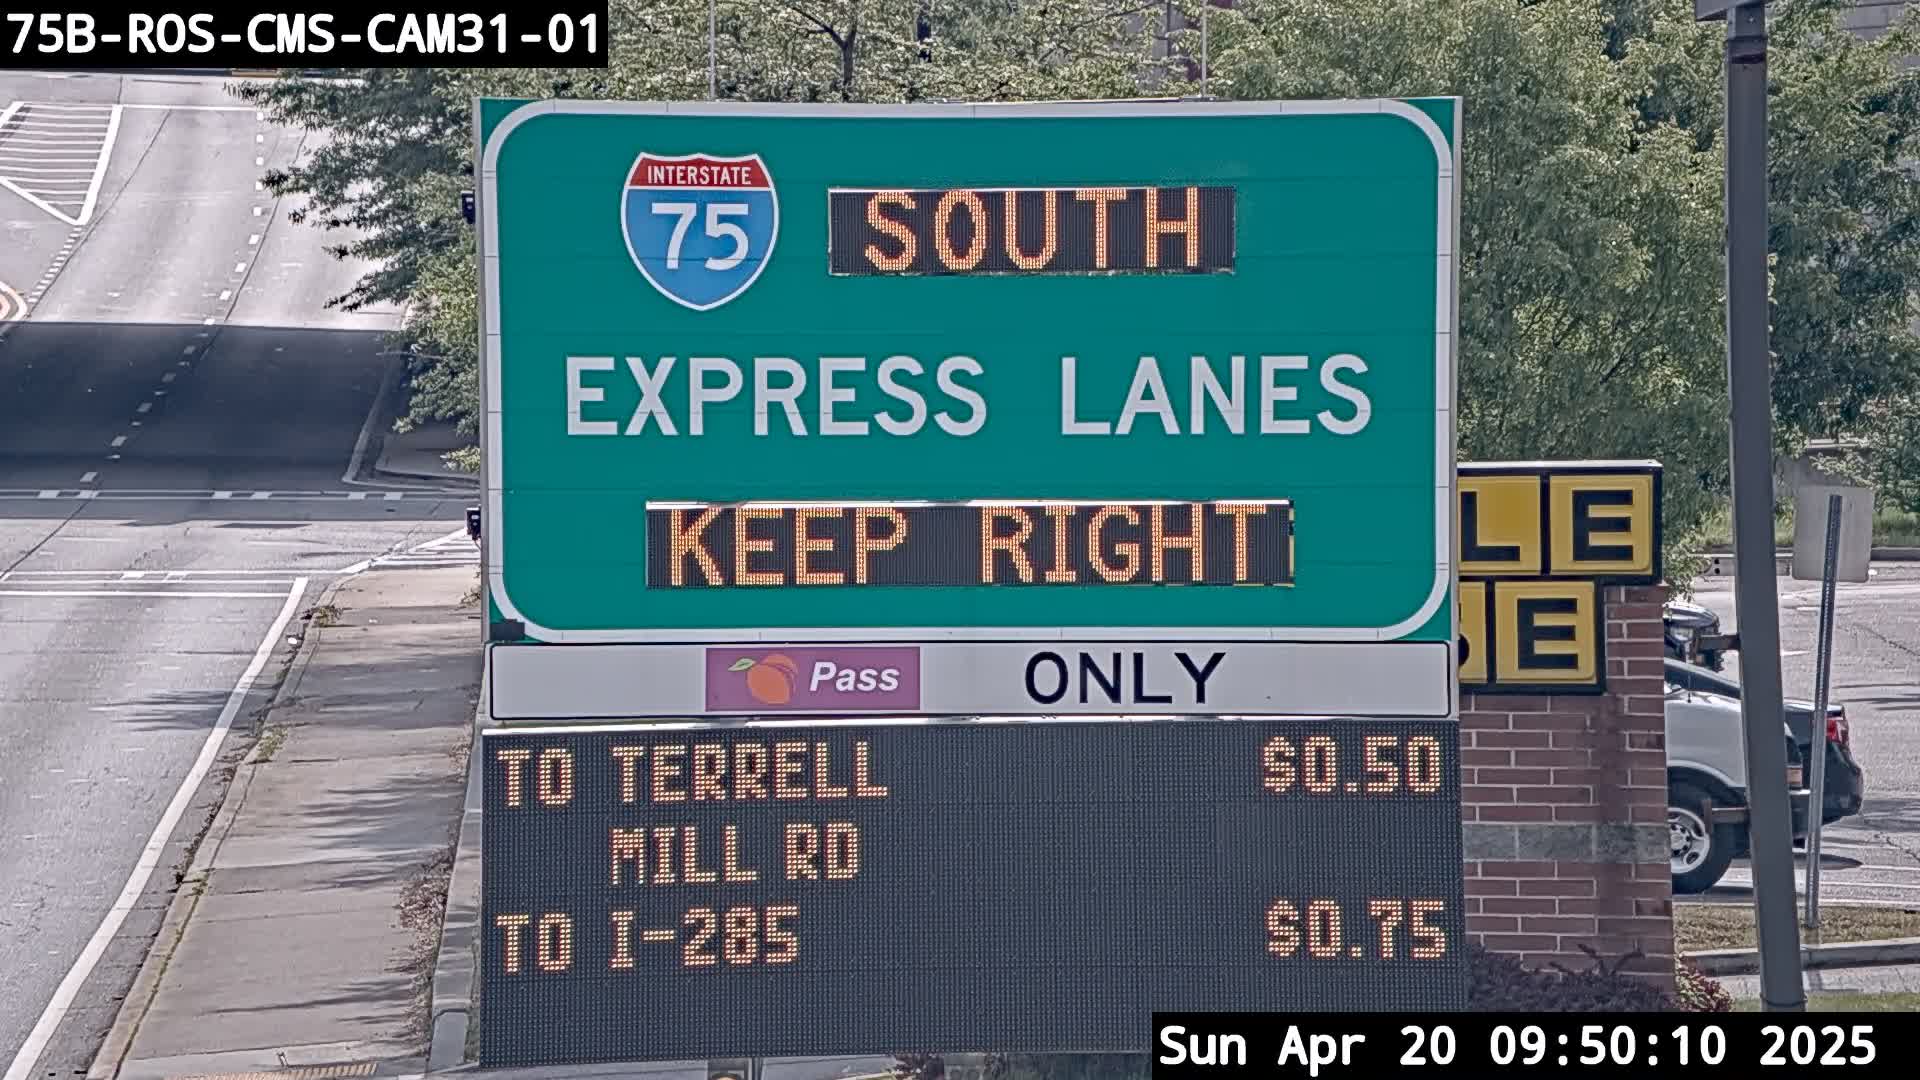 75B-ROS-CMS-CAM31-01
INTERSTATE
75
SOUTH
EXPRESS LANES
KEEP RIGHT
Pass ONLY
TO TERRELL $0.50
MILL RD
TO I-285 $0.75
LE
E
Sun Apr 20 09:50:10 2025